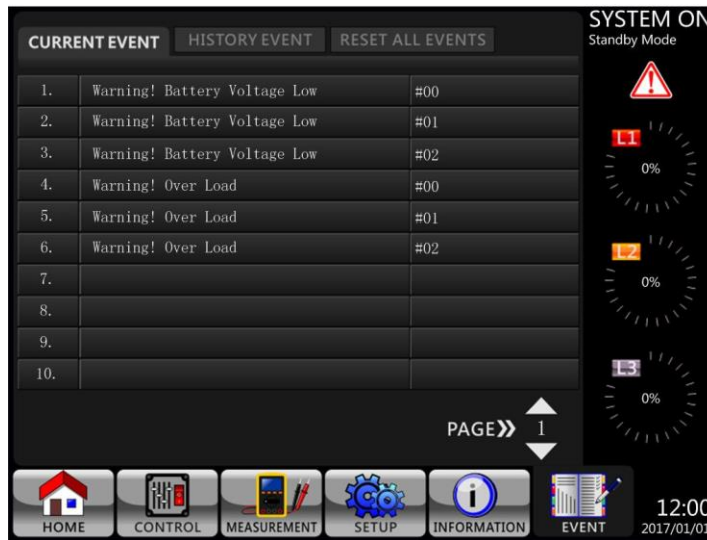 SYSTEM ON
Standby Mode
CURRENT EVENT HISTORY EVENT RESET ALL EVENTS
1. Warning! Battery Voltage Low #00
2. Warning! Battery Voltage Low #01
3. Warning! Battery Voltage Low #02
4. Warning! Over Load #00
5. Warning! Over Load #01
6. Warning! Over Load #02
7.
8.
9.
10.
L1
0%
L2
0%
L3
0%
PAGE 1
HOME CONTROL MEASUREMENT SETUP INFORMATION EVENT
12:00
2017/01/01